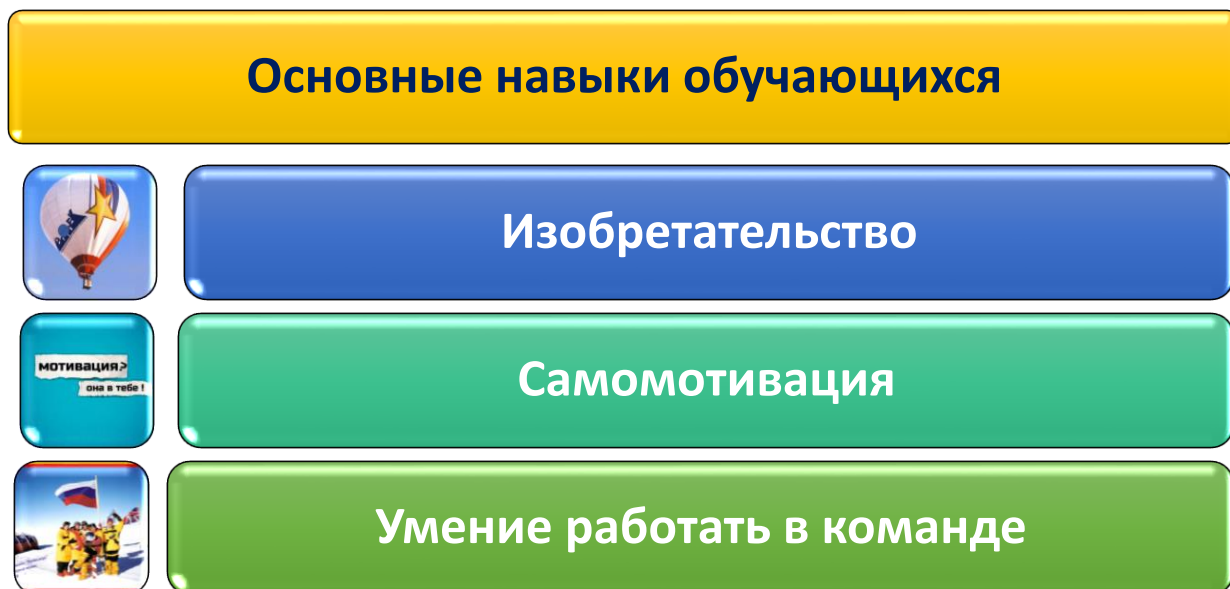 Основные навыки обучающихся
Изобретательство
мотивация?
она в тебе !
Самомотивация
Умение работать в команде